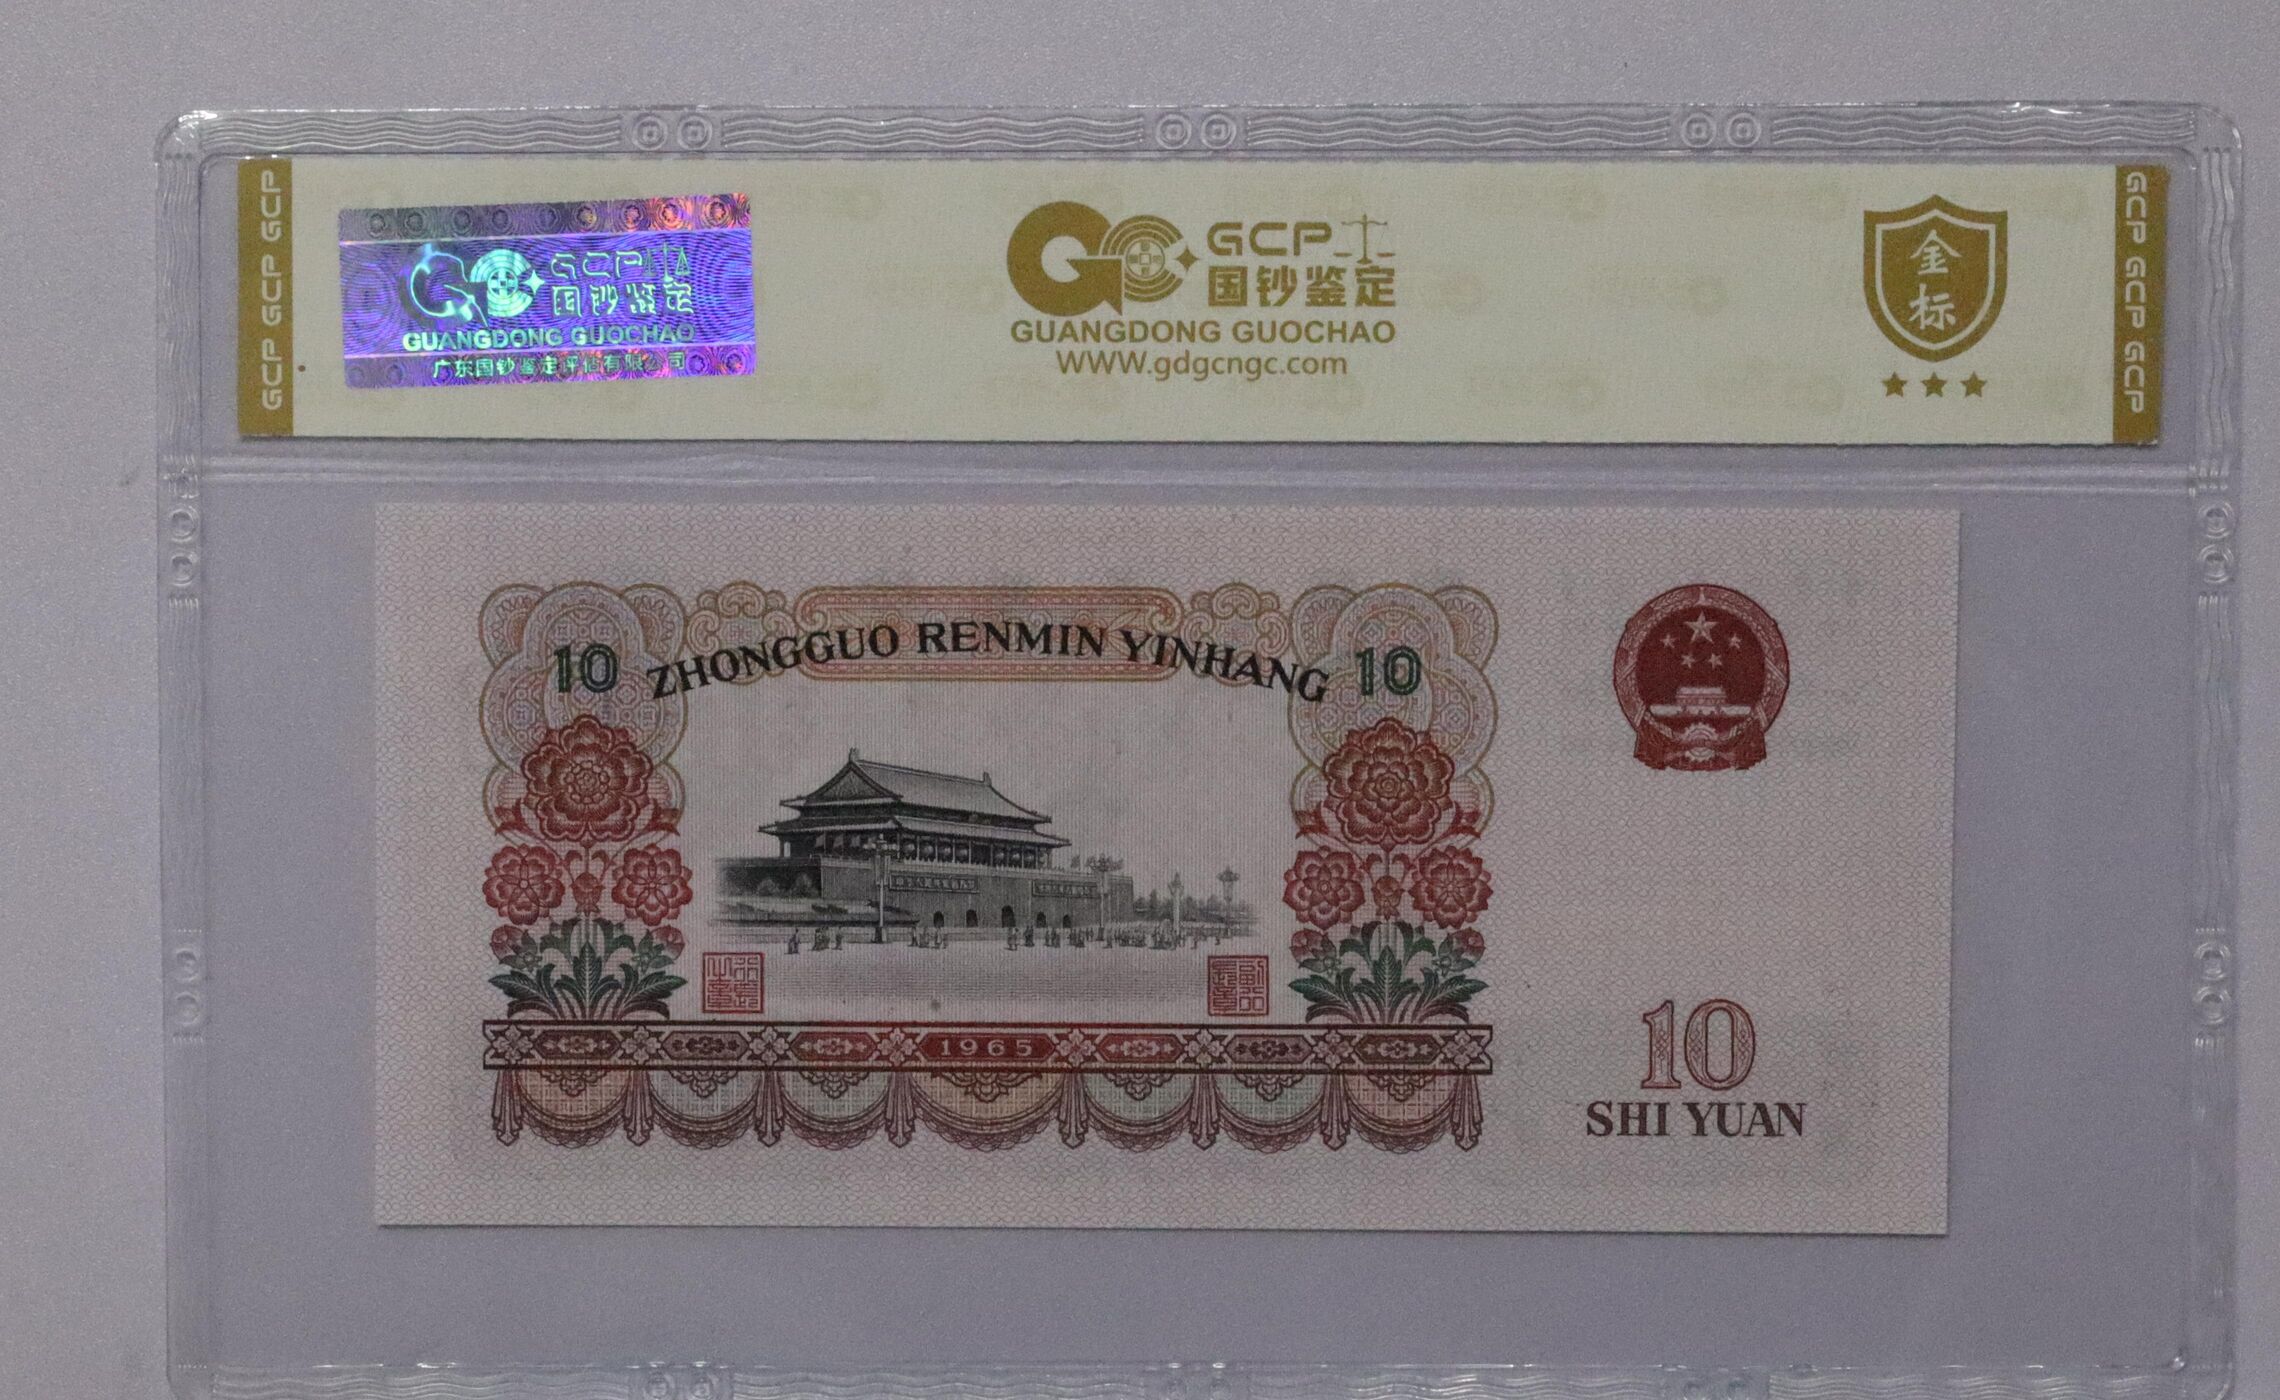 GCP GCP GCP
GCP
国钞鉴定
GUANGDONG GUOCHAO
广东国钞鉴定评估有限公司
GCP
国钞鉴定
GUANGDONG GUOCHAO
WWW.gdgcngc.com
金标
GCP GCP GCP
10 ZHONGGUO RENMIN YINHANG 10
1965
10
SHI YUAN